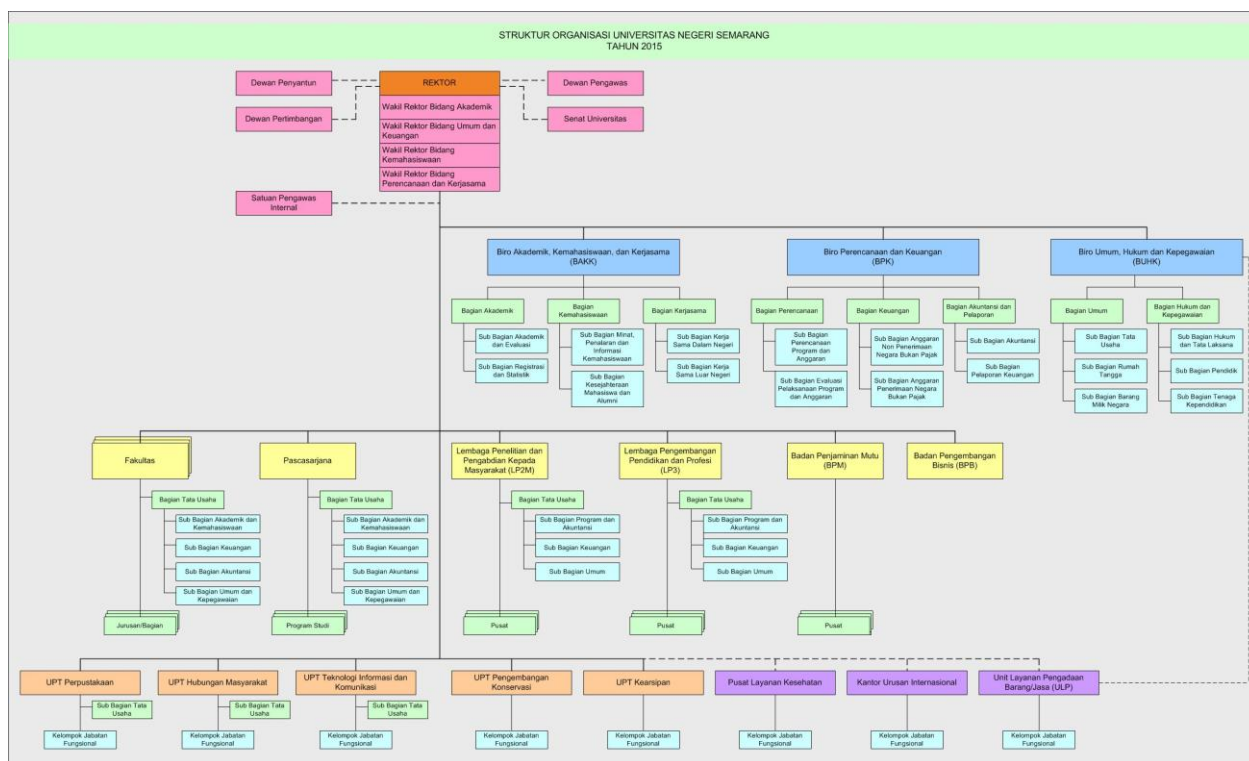 STRUKTUR ORGANISASI UNIVERSITAS NEGERI SEMARANG
TAHUN 2015
Dewan Penyantun
REKTOR
Dewan Pengawas
Dewan Pertimbangan
Wakil Rektor Bidang Akademik
Wakil Rektor Bidang Umum dan
Keuangan
Wakil Rektor Bidang
Kemahasiswaan
Wakil Rektor Bidang
Perencanaan dan Kerjasama
Senat Universitas
Satuan Pengawas
Internal
Biro Akademik, Kemahasiswaan, dan Kerjasama
(BAKK)
Biro Perencanaan dan Keuangan
(BPK)
Biro Umum, Hukum dan Kepegawaian
(BUHK)
Bagian Akademik
Bagian
Kemahasiswaan
Bagian Kerjasama
Bagian Perencanaan
Bagian Keuangan
Bagian Akuntansi dan
Pelaporan
Bagian Umum
Bagian Hukum dan
Kepegawaian
Sub Bagian Akademik
dan Evaluasi
Sub Bagian Registrasi
dan Statistik
Sub Bagian Minat,
Penalaran dan
Informasi
Kemahasiswaan
Sub Bagian
Kesejahteraan
Mahasiswa dan
Alumni
Sub Bagian Kerja
Sama Dalam Negeri
Sub Bagian Kerja
Sama Luar Negeri
Sub Bagian
Perencanaan
Program dan
Anggaran
Sub Bagian Evaluasi
Pelaksanaan Program
dan Anggaran
Sub Bagian Anggaran
Non Penerimaan
Negara Bukan Pajak
Sub Bagian Anggaran
Penerimaan Negara
Bukan Pajak
Sub Bagian Akuntansi
Sub Bagian
Pelaporan Keuangan
Sub Bagian Tata
Usaha
Sub Bagian Rumah
Tangga
Sub Bagian Barang
Milik Negara
Sub Bagian Hukum
dan Tata Laksana
Sub Bagian Pendidik
Sub Bagian Tenaga
Kependidikan
Fakultas
Pascasarjana
Lembaga Penelitian dan
Pengabdian Kepada
Masyarakat (LP2M)
Lembaga Pengembangan
Pendidikan dan Profesi
(LP3)
Badan Penjaminan Mutu
(BPM)
Badan Pengembangan
Bisnis (BPB)
Bagian Tata Usaha
Sub Bagian Akademik dan
Kemahasiswaan
Sub Bagian Keuangan
Sub Bagian Akuntansi
Sub Bagian Umum dan
Kepegawaian
Jurusan/Bagian
Bagian Tata Usaha
Sub Bagian Akademik dan
Kemahasiswaan
Sub Bagian Keuangan
Sub Bagian Akuntansi
Sub Bagian Umum dan
Kepegawaian
Program Studi
Bagian Tata Usaha
Sub Bagian Program dan
Akuntansi
Sub Bagian Keuangan
Sub Bagian Umum
Pusat
Bagian Tata Usaha
Sub Bagian Program dan
Akuntansi
Sub Bagian Keuangan
Sub Bagian Umum
Pusat
Pusat
UPT Perpustakaan
UPT Hubungan Masyarakat
UPT Teknologi Informasi dan
Komunikasi
UPT Pengembangan
Konservasi
UPT Kearsipan
Pusat Layanan Kesehatan
Kantor Urusan Internasional
Unit Layanan Pengadaan
Barang/Jasa (ULP)
Sub Bagian Tata
Usaha
Sub Bagian Tata
Usaha
Sub Bagian Tata
Usaha
Kelompok Jabatan
Fungsional
Kelompok Jabatan
Fungsional
Kelompok Jabatan
Fungsional
Kelompok Jabatan
Fungsional
Kelompok Jabatan
Fungsional
Kelompok Jabatan
Fungsional
Kelompok Jabatan
Fungsional
Kelompok Jabatan
Fungsional